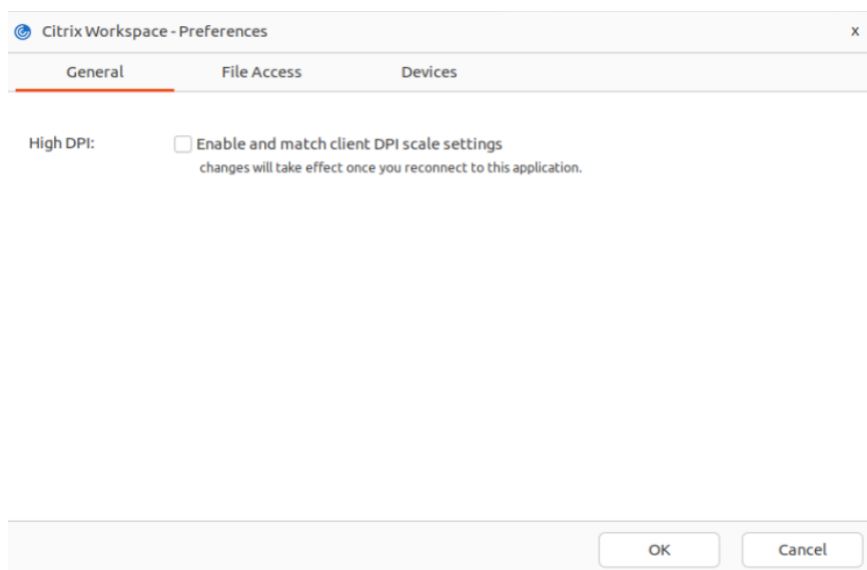 Citrix Workspace - Preferences x
General File Access Devices
High DPI: Enable and match client DPI scale settings
changes will take effect once you reconnect to this application.
OK Cancel